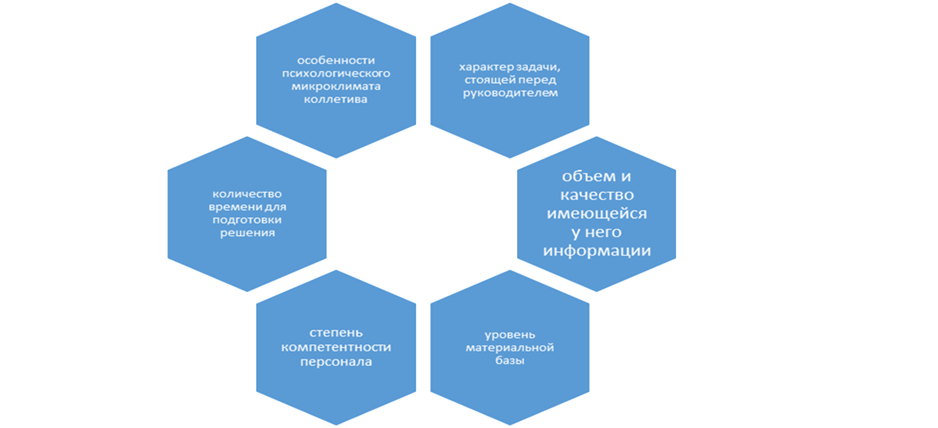 особенности
психологического
микроклимата
коллетива
характер задачи,
стоящей перед
руководителем
количество
времени для
подготовки
решения
объем и
качество
имеющейся
у него
информации
степень
компетентности
персонала
уровень
материальной
базы